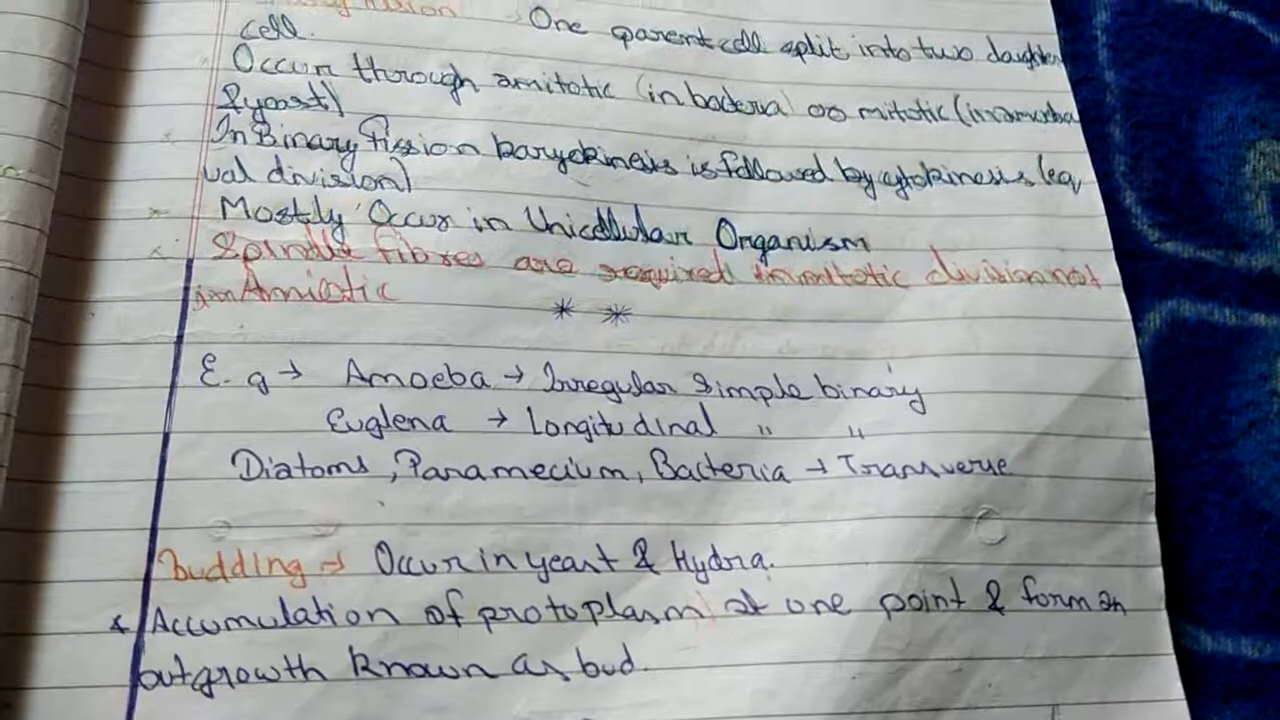 fission One parent cell split into two daughter
cell.
Occur through amitotic (in bacteria) or mitotic (in amoeba
& yeast)
In Binary Fission karyokinesis is followed by cytokinesis (eq
ual division)
Mostly Occur in Unicellular Organism
Spindle fibres are required in mitotic division not
in Amiotic
* *
E.g → Amoeba → Irregular Simple binary
Euglena → Longitudinal " "
Diatoms, Paramecium, Bacteria → Transverse
Budding → Occur in yeast & Hydra.
* Accumulation of protoplasm at one point & form an
outgrowth known as bud.